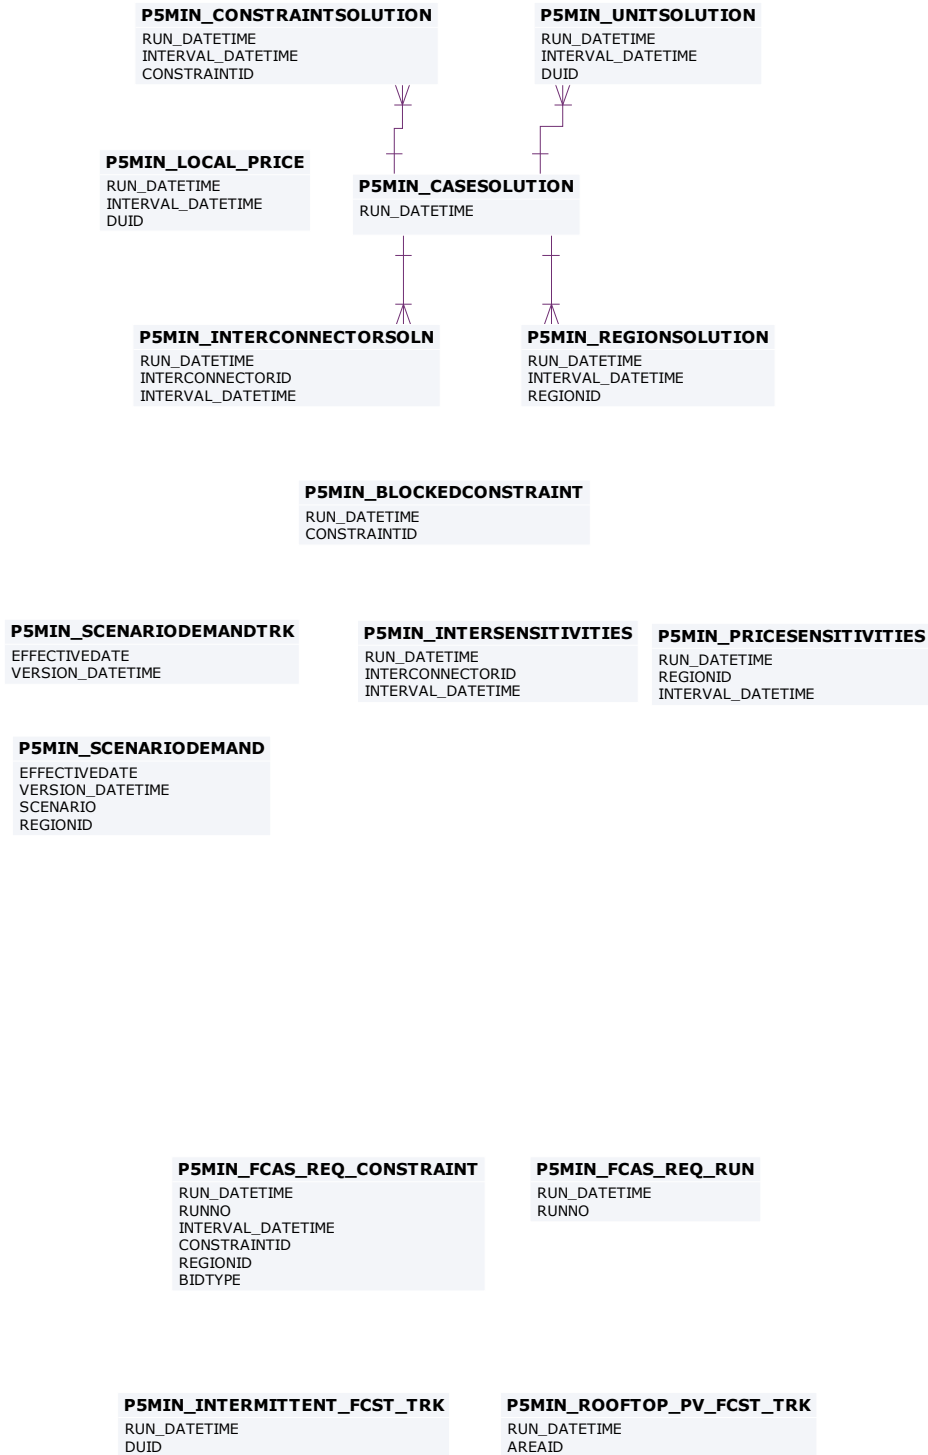 P5MIN_CONSTRAINTSOLUTION
RUN_DATETIME
INTERVAL_DATETIME
CONSTRAINTID
P5MIN_UNITSOLUTION
RUN_DATETIME
INTERVAL_DATETIME
DUID
P5MIN_LOCAL_PRICE
RUN_DATETIME
INTERVAL_DATETIME
DUID
P5MIN_CASESOLUTION
RUN_DATETIME
P5MIN_INTERCONNECTORSOLN
RUN_DATETIME
INTERCONNECTORID
INTERVAL_DATETIME
P5MIN_REGIONSOLUTION
RUN_DATETIME
INTERVAL_DATETIME
REGIONID
P5MIN_BLOCKEDCONSTRAINT
RUN_DATETIME
CONSTRAINTID
P5MIN_SCENARIODEMANDTRK
EFFECTIVEDATE
VERSION_DATETIME
P5MIN_INTERSENSITIVITIES
RUN_DATETIME
INTERCONNECTORID
INTERVAL_DATETIME
P5MIN_PRICESENSITIVITIES
RUN_DATETIME
REGIONID
INTERVAL_DATETIME
P5MIN_SCENARIODEMAND
EFFECTIVEDATE
VERSION_DATETIME
SCENARIO
REGIONID
P5MIN_FCAS_REQ_CONSTRAINT
RUN_DATETIME
RUNNO
INTERVAL_DATETIME
CONSTRAINTID
REGIONID
BIDTYPE
P5MIN_FCAS_REQ_RUN
RUN_DATETIME
RUNNO
P5MIN_INTERMITTENT_FCST_TRK
RUN_DATETIME
DUID
P5MIN_ROOFTOP_PV_FCST_TRK
RUN_DATETIME
AREAID